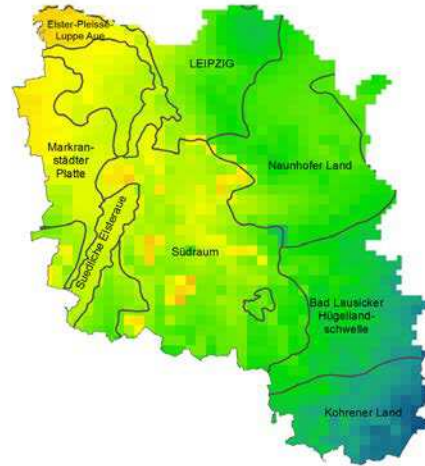 Elster-Pleisse-
Luppe Aue
LEIPZIG
Markran-
städter
Platte
Naunhofer Land
Suedliche Elsteraue
Südraum
Bad Lausicker
Hügelland-
schwelle
Kohrener Land